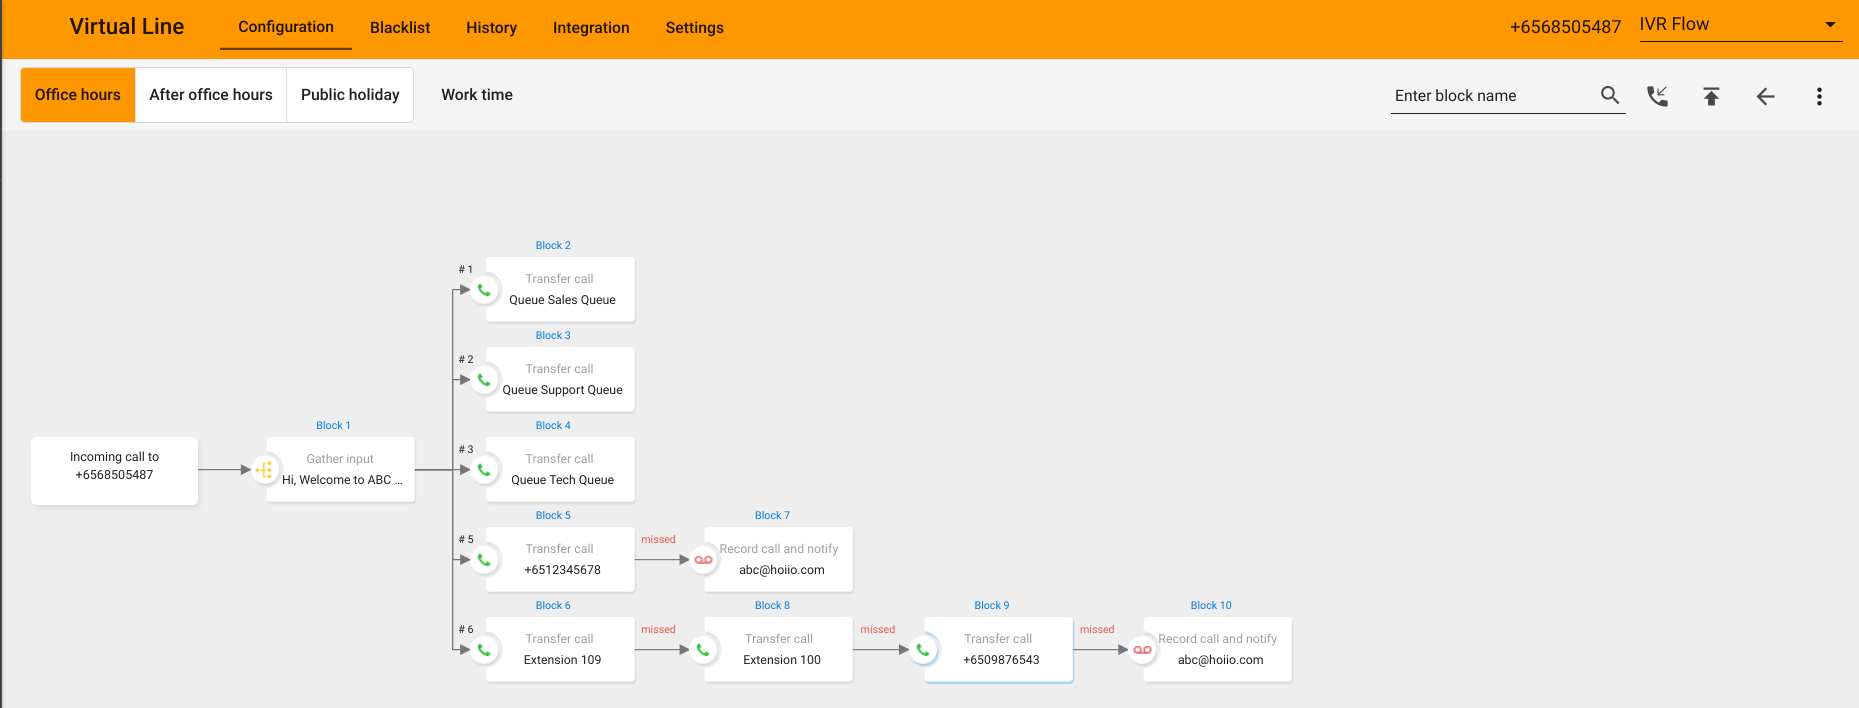 Virtual Line
Configuration
Blacklist
History
Integration
Settings
+6568505487
IVR Flow
Office hours
After office hours
Public holiday
Work time
Enter block name
Block 2
# 1
Transfer call
Queue Sales Queue
Block 3
# 2
Transfer call
Queue Support Queue
Incoming call to
+6568505487
Block 1
Gather input
Hi, Welcome to ABC ...
Block 4
# 3
Transfer call
Queue Tech Queue
Block 5
# 5
Transfer call
+6512345678
missed
Block 7
Record call and notify
abc@hoiio.com
Block 6
# 6
Transfer call
Extension 109
missed
Block 8
Transfer call
Extension 100
missed
Block 9
Transfer call
+6509876543
missed
Block 10
Record call and notify
abc@hoiio.com